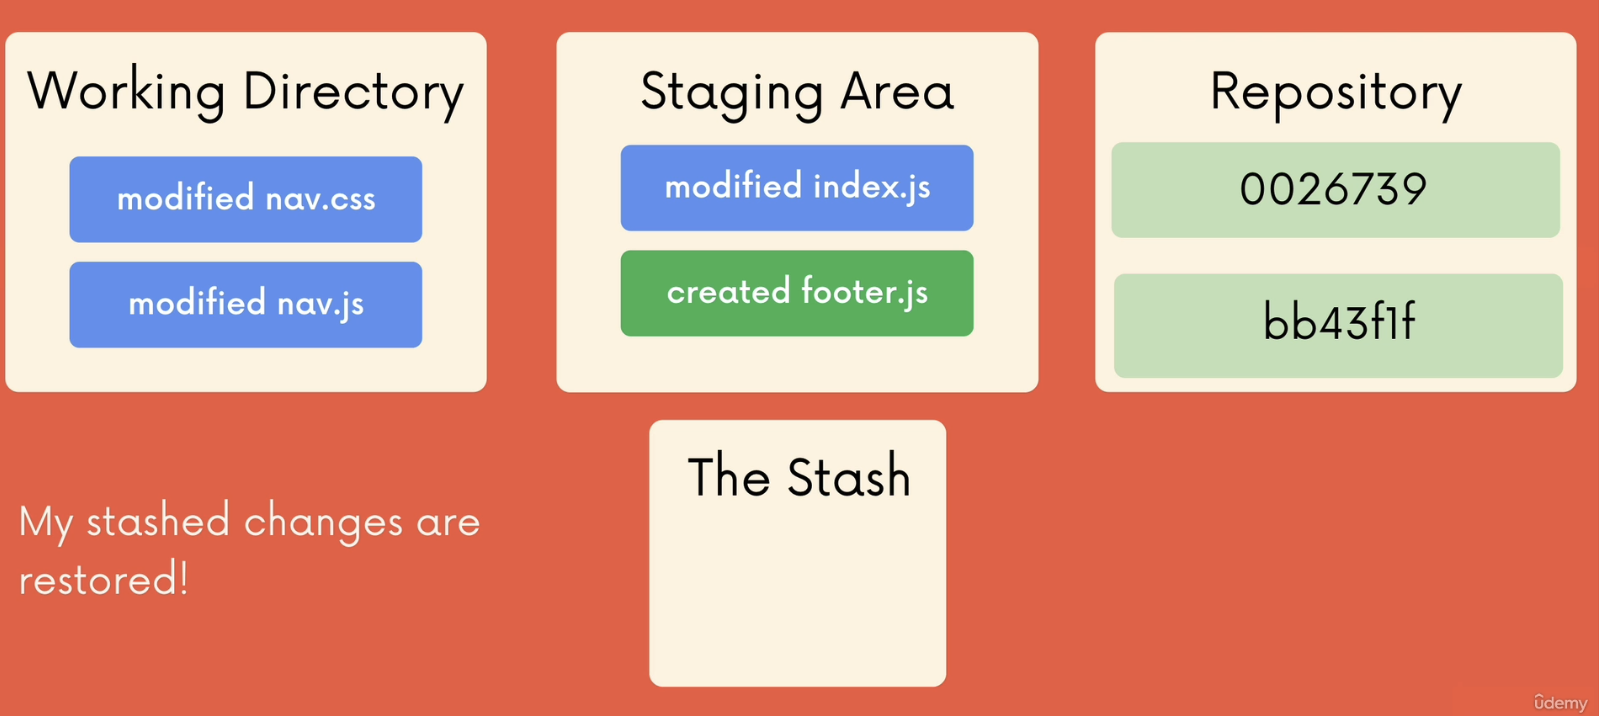 Working Directory
modified nav.css
modified nav.js
Staging Area
modified index.js
created footer.js
Repository
0026739
bb43f1f
The Stash
My stashed changes are
restored!
ûdemy